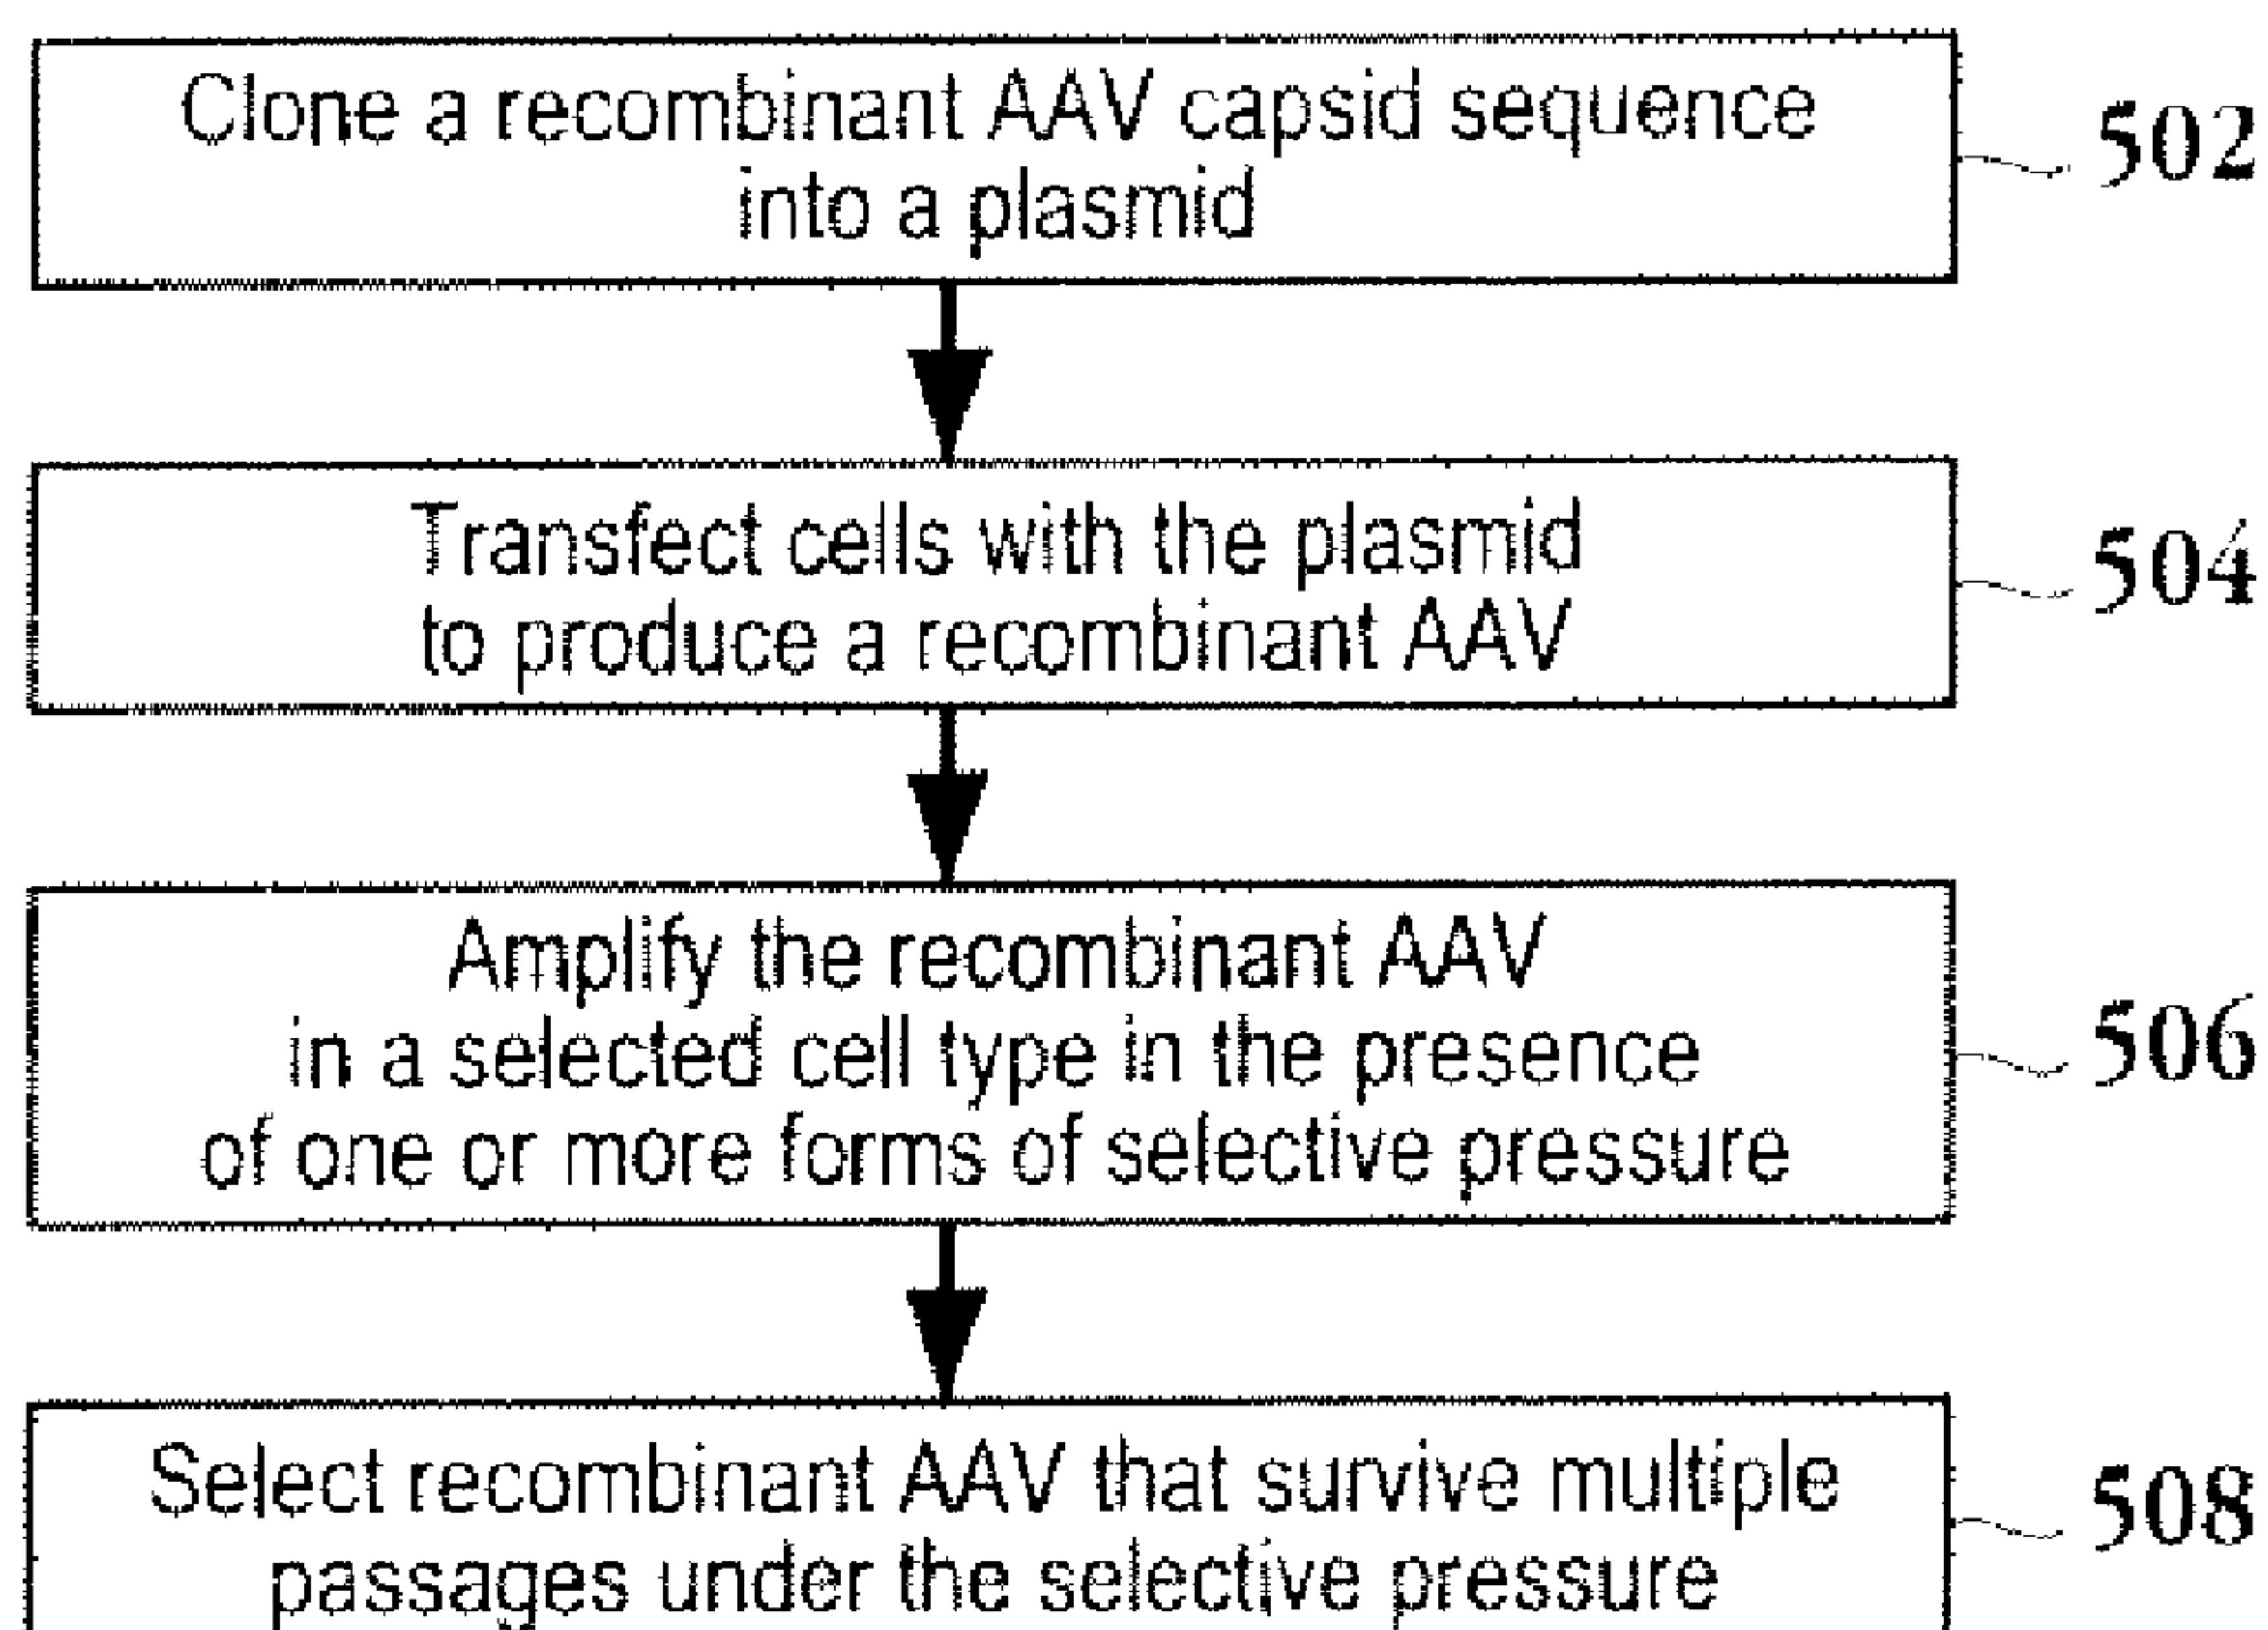 Clone a recombinant AAV capsid sequence
into a plasmid
502
Transfect cells with the plasmid
to produce a recombinant AAV
504
Amplify the recombinant AAV
in a selected cell type in the presence
of one or more forms of selective pressure
506
Select recombinant AAV that survive multiple
passages under the selective pressure
508